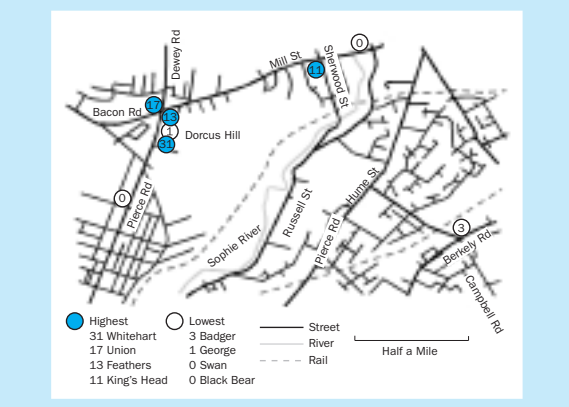 0
Dewey Rd
Mill St
Sherwood St
11
17
Bacon Rd
13
1
Dorcus Hill
31
0
Pierce Rd
Hume St
Russell St
Pierce Rd
3
Sophie River
Berkely Rd
Campbell Rd
Highest
31 Whitehart
17 Union
13 Feathers
11 King's Head
Lowest
3 Badger
1 George
0 Swan
0 Black Bear
Street
River
Rail
Half a Mile